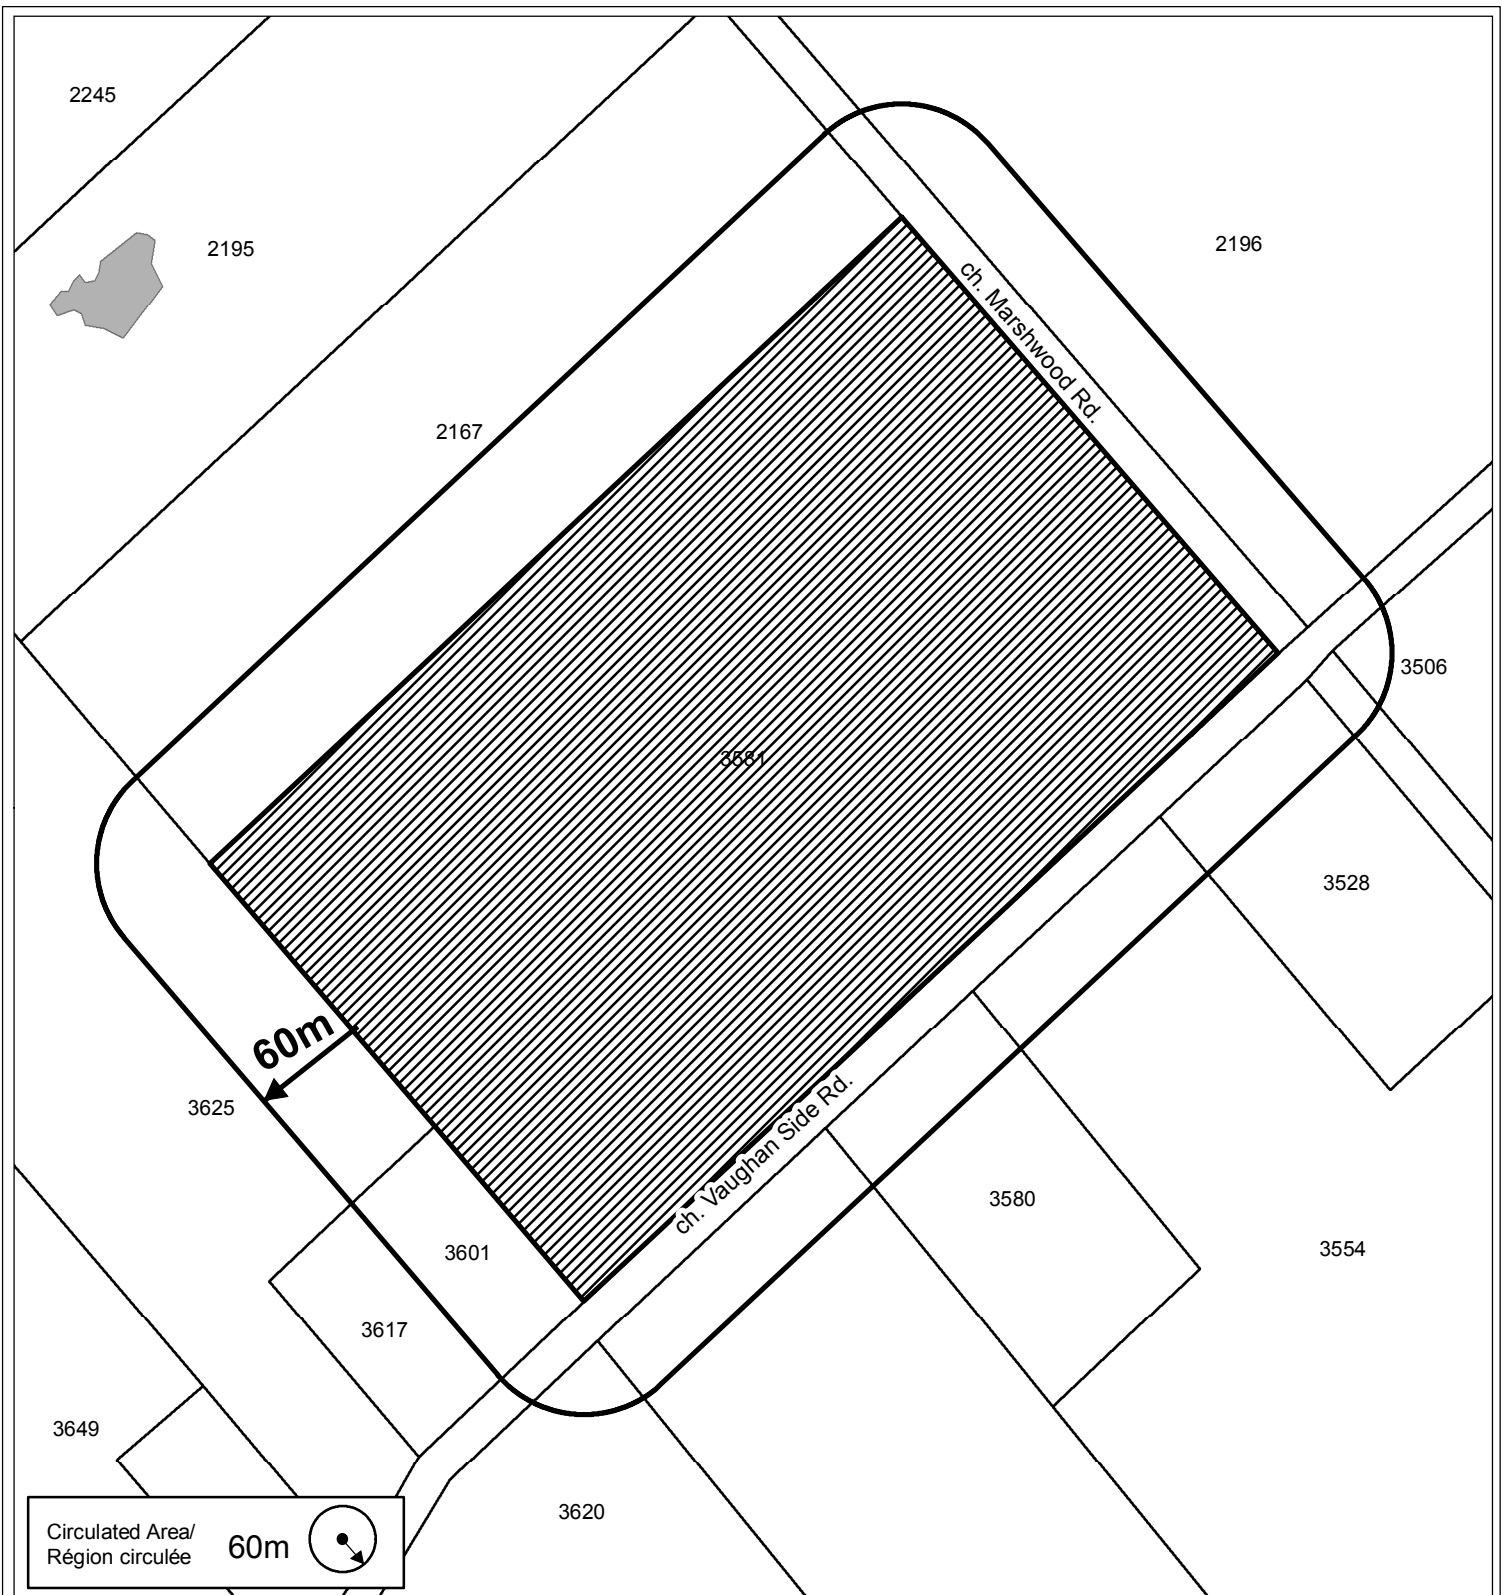 2245
2195
2196
ch. Marshwood Rd.
2167
3506
3581
3528
60m
3625
ch. Vaughan Side Rd.
3580
3601
3554
3617
3649
3620
Circulated Area/
Région circulée
60m